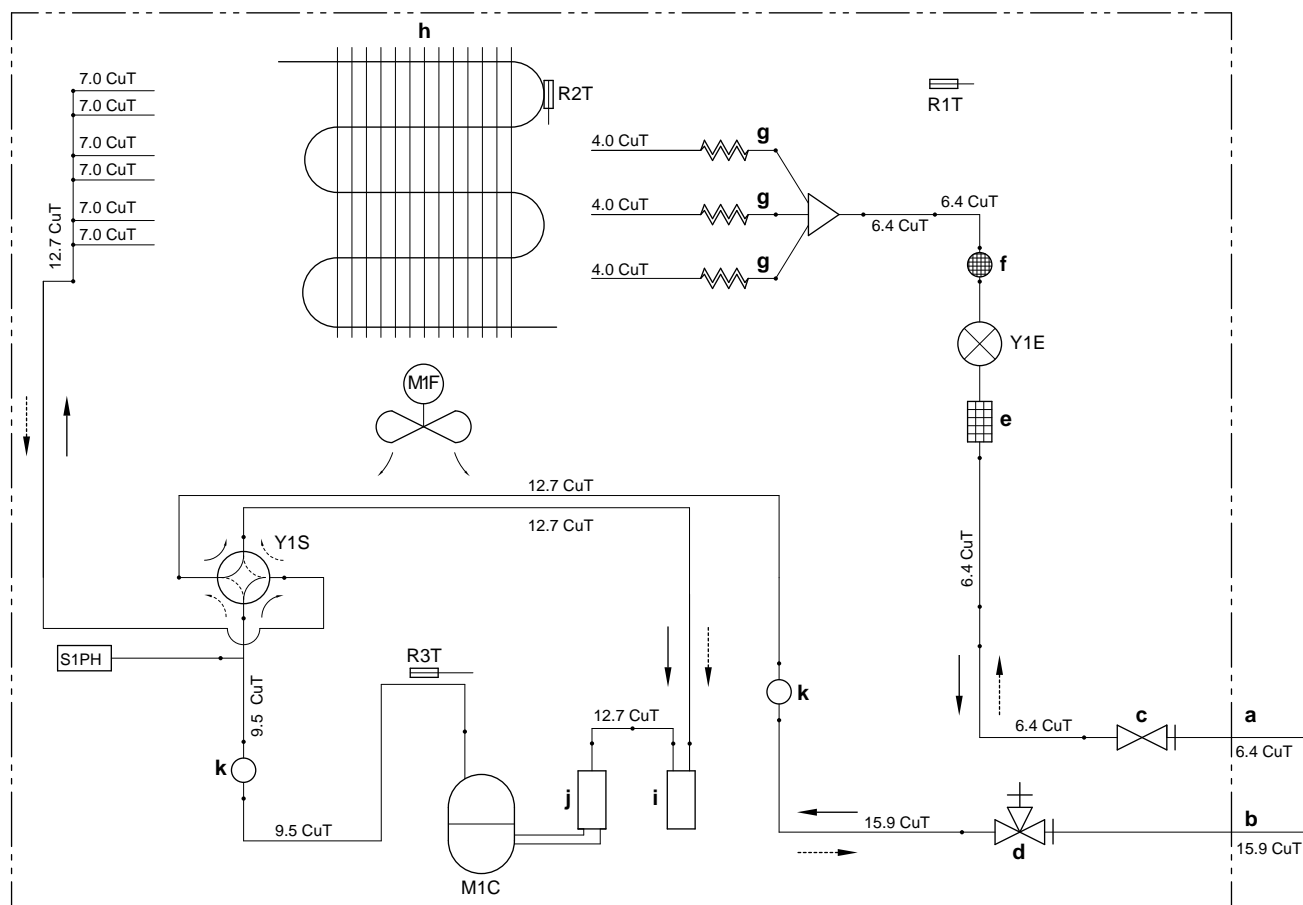 h
7.0 CuT
R2T
R1T
7.0 CuT
g
4.0 CuT
7.0 CuT
7.0 CuT
g
6.4 CuT
4.0 CuT
7.0 CuT
6.4 CuT
7.0 CuT
12.7 CuT
g
4.0 CuT
f
Y1E
M1F
e
12.7 CuT
12.7 CuT
Y1S
6.4 CuT
S1PH
R3T
9.5 CuT
k
12.7 CuT
c
a
6.4 CuT
6.4 CuT
k
j
i
9.5 CuT
15.9 CuT
b
d
15.9 CuT
M1C